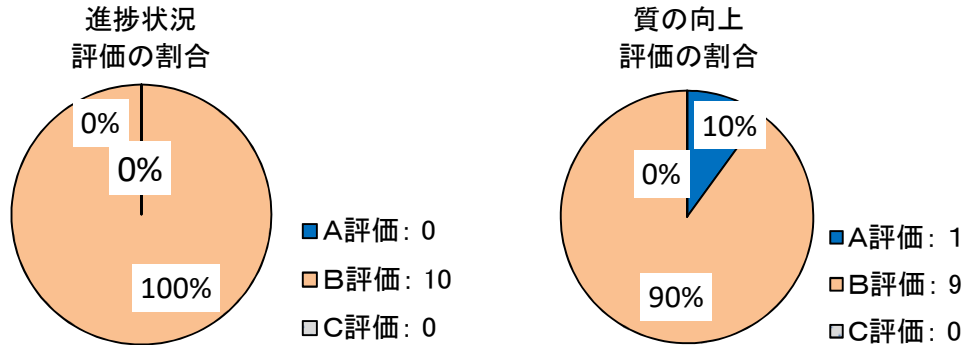 進捗状況
評価の割合
0%
0%
100%
■A評価: 0
■B評価: 10
□C評価: 0
質の向上
評価の割合
10%
0%
90%
■A評価: 1
■B評価: 9
□C評価: 0